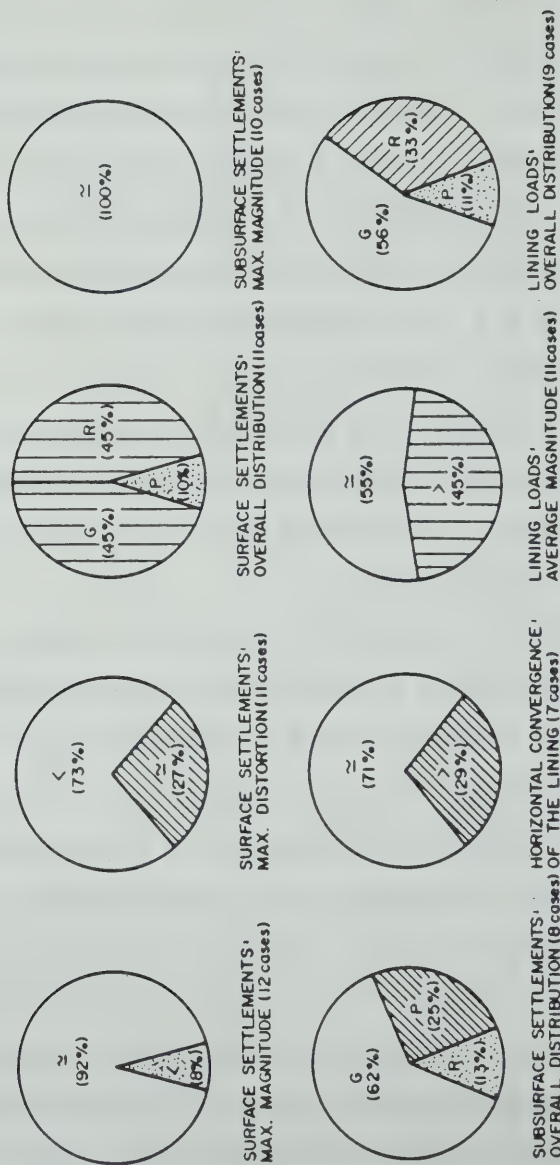 ≅
(92%)
<
(8%)
SURFACE SETTLEMENTS:
MAX. MAGNITUDE (12 cases)
<
(73%)
≅
(27%)
SURFACE SETTLEMENTS:
MAX. DISTORTION (11 cases)
G
(45%)
R
(45%)
P
(10%)
SURFACE SETTLEMENTS:
OVERALL DISTRIBUTION (11 cases)
≅
(100%)
SUBSURFACE SETTLEMENTS:
MAX. MAGNITUDE (10 cases)
G
(62%)
R
(13%)
P
(25%)
SUBSURFACE SETTLEMENTS:
OVERALL DISTRIBUTION (8 cases)
≅
(71%)
>
(29%)
HORIZONTAL CONVERGENCE:
OF THE LINING (7 cases)
≅
(55%)
>
(45%)
LINING LOADS:
AVERAGE MAGNITUDE (11 cases)
G
(56%)
R
(33%)
P
(11%)
LINING LOADS:
OVERALL DISTRIBUTION (9 cases)